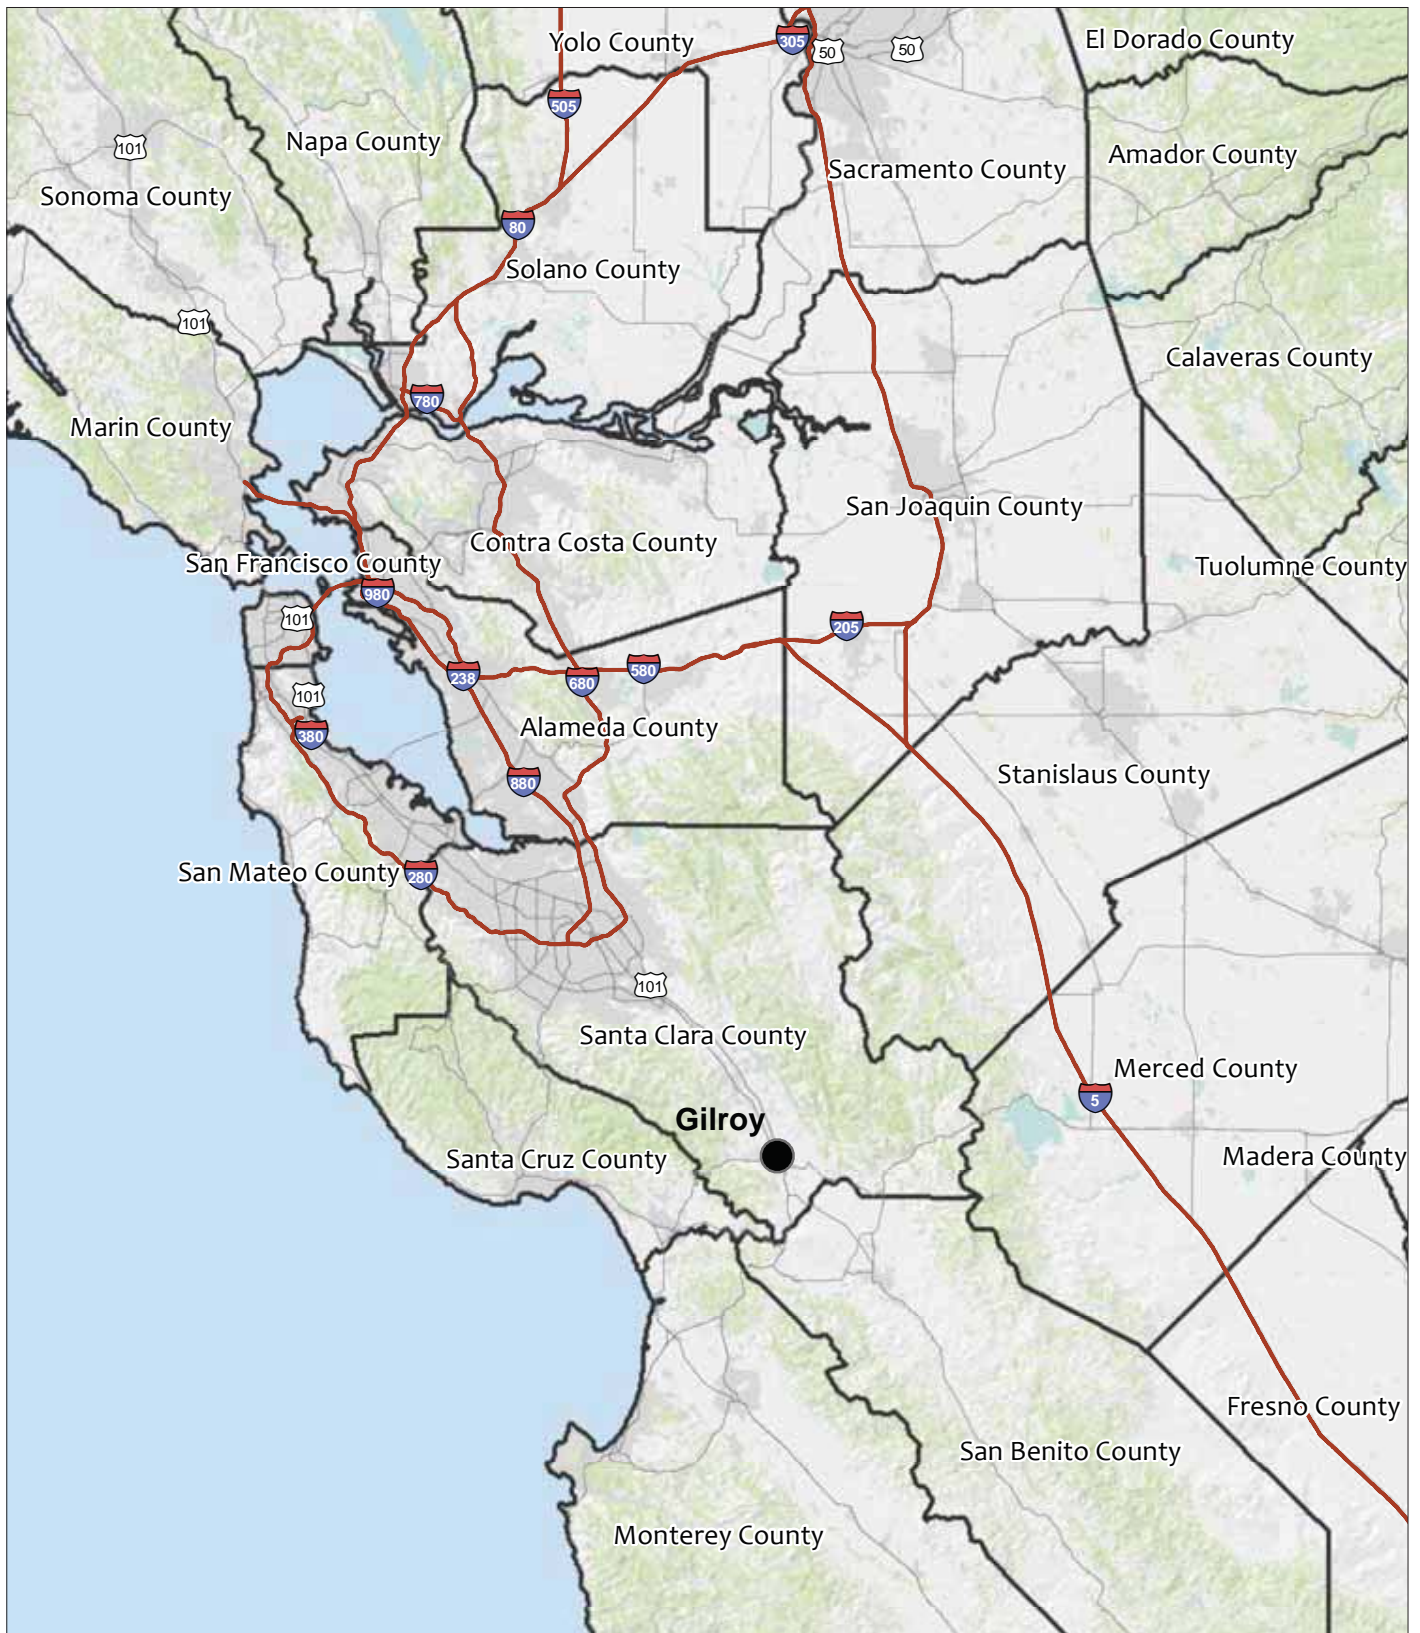 Yolo County
305
50
50
El Dorado County
505
Napa County
101
Sonoma County
Sacramento County
Amador County
80
Solano County
101
Calaveras County
780
Marin County
San Joaquin County
Contra Costa County
San Francisco County
Tuolumne County
980
101
205
238
680
580
101
380
Alameda County
880
Stanislaus County
San Mateo County
280
101
Santa Clara County
Merced County
5
Gilroy
Santa Cruz County
Madera County
Fresno County
San Benito County
Monterey County